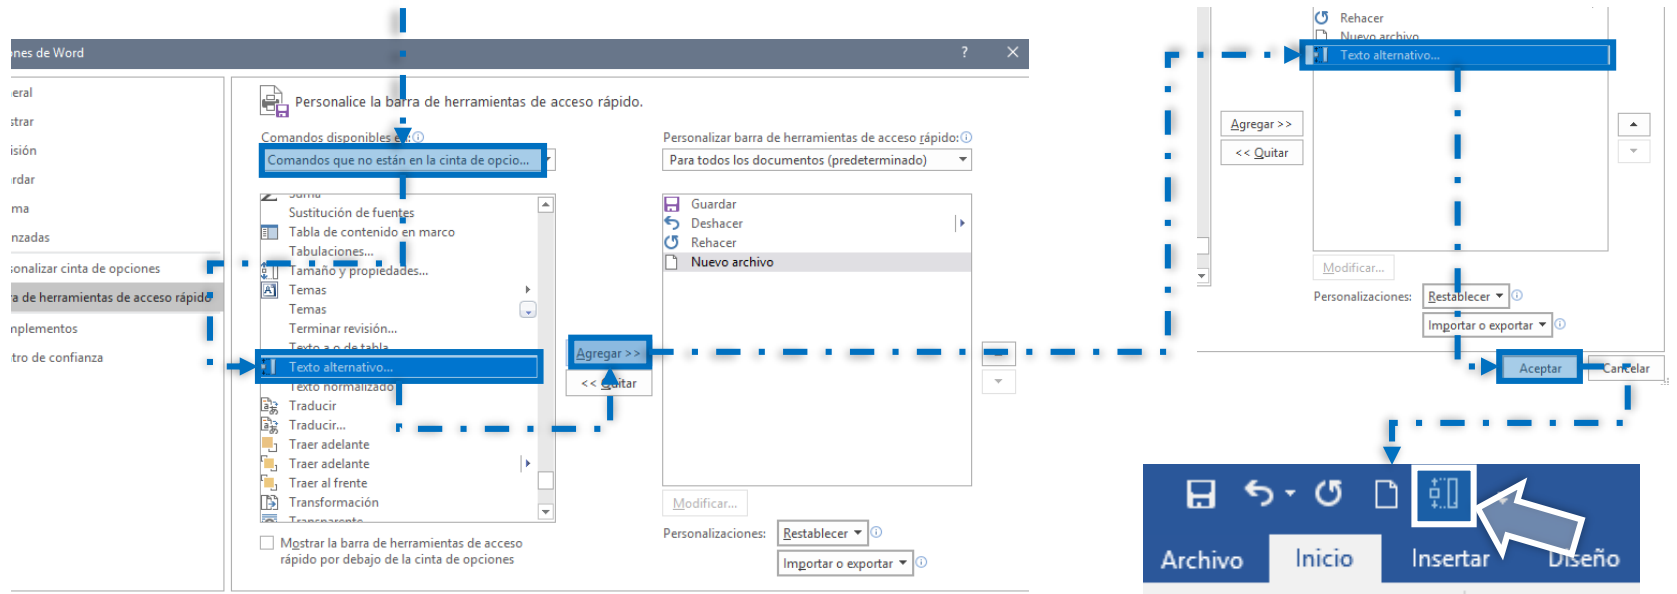 nes de Word
?
×
eral
strar
isión
rdar
ma
nzadas
sonalizar cinta de opciones
ra de herramientas de acceso rápido
mplementos
tro de confianza
Personalice la barra de herramientas de acceso rápido.
Comandos disponibles en:
Comandos que no están en la cinta de opcio...
Suma
Sustitución de fuentes
Tabla de contenido en marco
Tabulaciones...
Tamaño y propiedades...
Temas
Temas
Terminar revisión...
Texto a o de tabla
Texto alternativo...
Texto normalizado
Traducir
Traducir...
Traer adelante
Traer adelante
Traer al frente
Transformación
Transparente
Mostrar la barra de herramientas de acceso
rápido por debajo de la cinta de opciones
Agregar >>
<< Quitar
Personalizar barra de herramientas de acceso rápido:
Para todos los documentos (predeterminado)
Guardar
Deshacer
Rehacer
Nuevo archivo
Modificar...
Personalizaciones:
Restablecer
Importar o exportar
Rehacer
Nuevo archivo
Texto alternativo...
Agregar >>
<< Quitar
Modificar...
Personalizaciones:
Restablecer
Importar o exportar
Aceptar
Cancelar
Archivo
Inicio
Insertar
Diseño